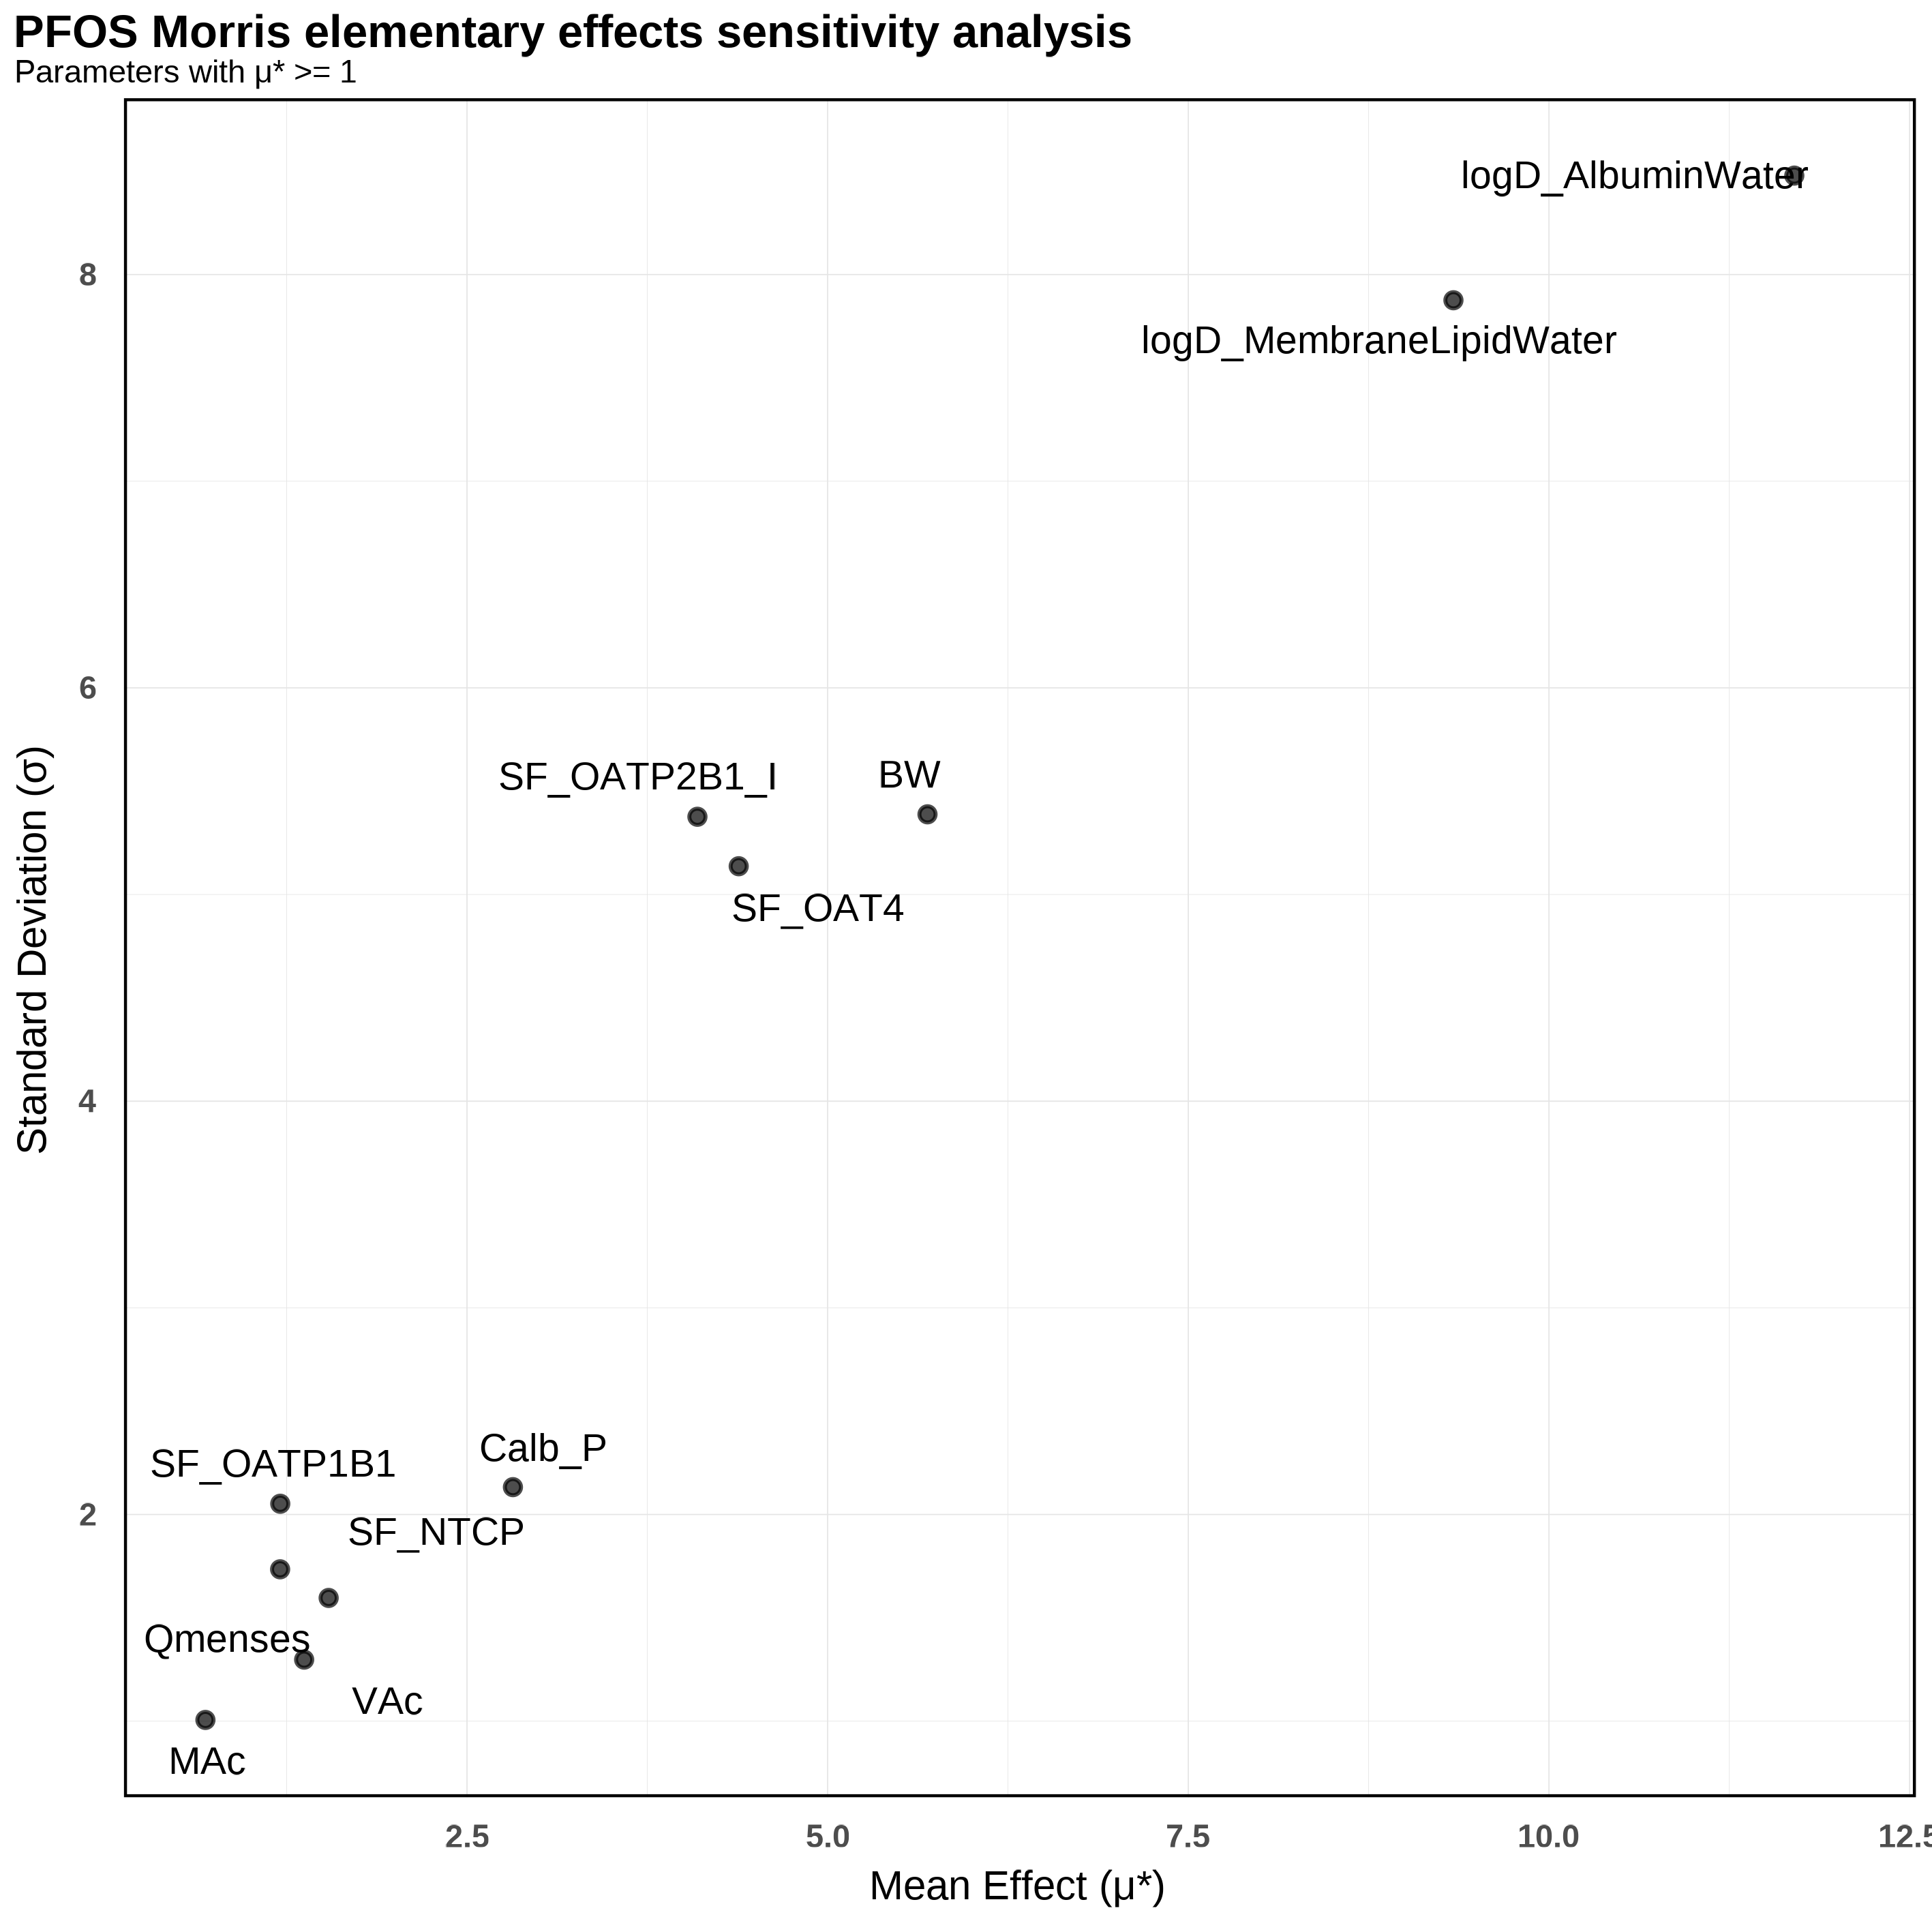 PFOS Morris elementary effects sensitivity analysis
Parameters with μ* >= 1
logD_AlbuminWater
8
logD_MembraneLipidWater
6
SF_OATP2B1_I
BW
SF_OAT4
Standard Deviation (σ)
4
Calb_P
SF_OATP1B1
2
SF_NTCP
Qmenses
VAc
MAc
2.5
5.0
7.5
10.0
12.5
Mean Effect (μ*)